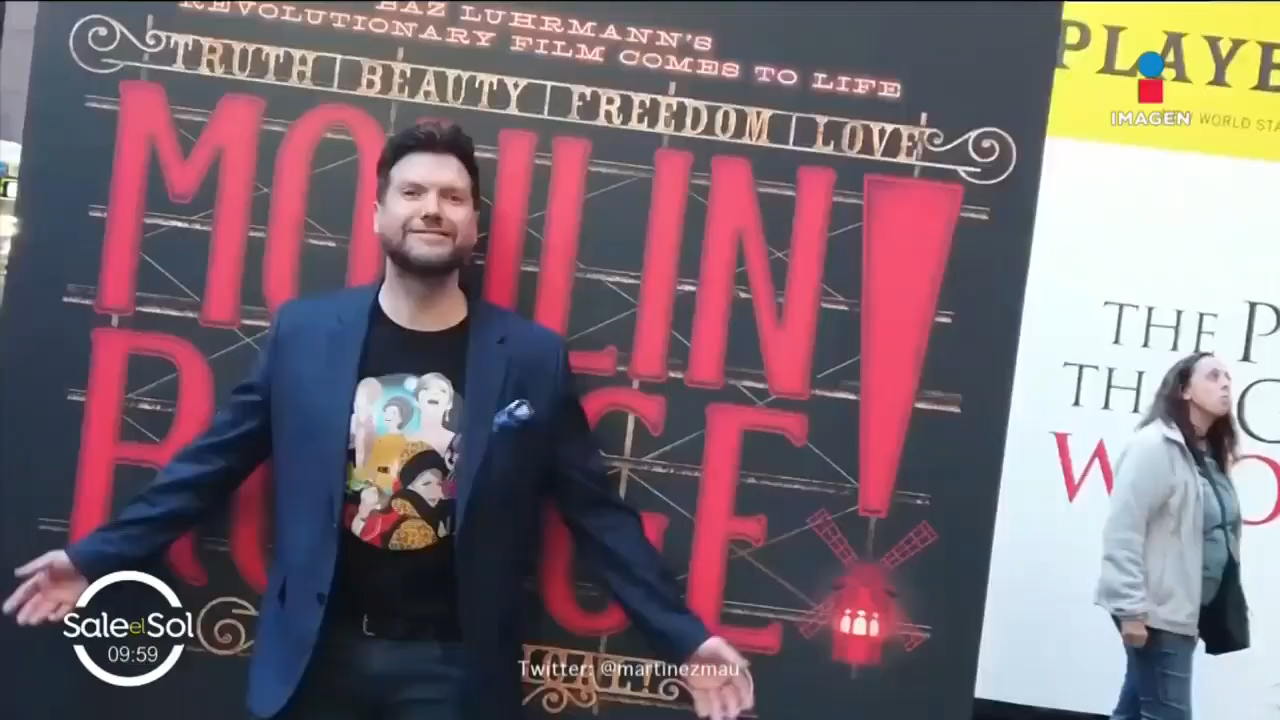 BAZ LUHRMANN'S
REVOLUTIONARY FILM COMES TO LIFE
TRUTH | BEAUTY | FREEDOM | LOVE
MOULIN
ROUGE
!
PLAYE
WORLD STA
IMAGEN
THE P
TH
W
Sale el Sol
09:59
Twitter: @martinezmau